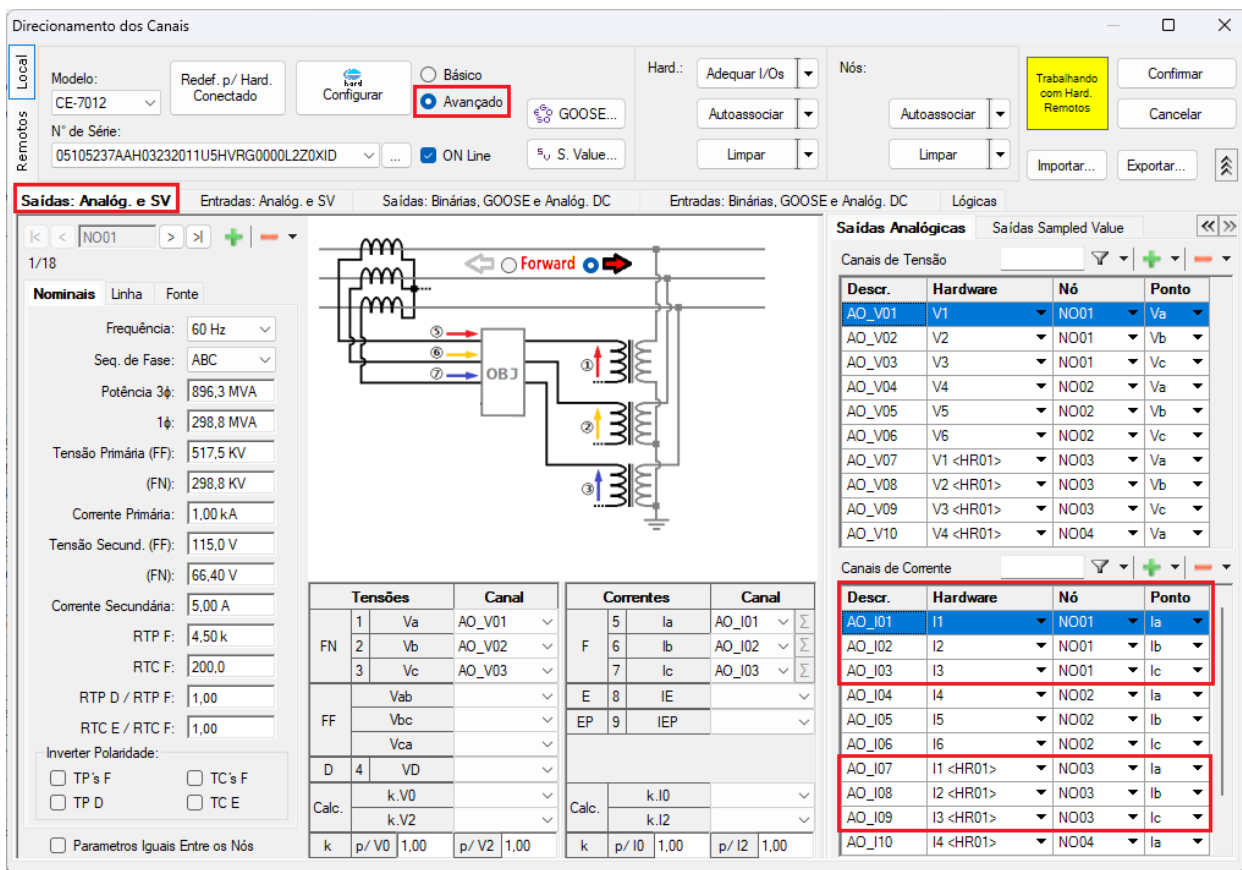 Direcionamento dos Canais
Local
Remotos
Modelo:
CE-7012
N° de Série:
05105237AAH03232011U5HVRG0000L2Z0XID
...
Redef. p/ Hard.
Conectado
hard
Configurar
Básico
Avançado
ON Line
GOOSE...
S. Value...
Hard.:
Adequar I/Os
Autoassociar
Limpar
Nós:
Autoassociar
Limpar
Trabalhando
com Hard.
Remotos
Confirmar
Cancelar
Importar...
Exportar...
Saídas: Analóg. e SV
Entradas: Analóg. e SV
Saídas: Binárias, GOOSE e Analóg. DC
Entradas: Binárias, GOOSE e Analóg. DC
Lógicas
NO01
1/18
Nominais Linha Fonte
Frequência: 60 Hz
Seq. de Fase: ABC
Potência 3ϕ: 896,3 MVA
1ϕ: 298,8 MVA
Tensão Primária (FF): 517,5 KV
(FN): 298,8 KV
Corrente Primária: 1,00 kA
Tensão Secund. (FF): 115,0 V
(FN): 66,40 V
Corrente Secundária: 5,00 A
RTP F: 4,50 k
RTC F: 200,0
RTP D / RTP F: 1,00
RTC E / RTC F: 1,00
Inverter Polaridade:
TP´s F TC´s F
TP D TC E
Parametros Iguais Entre os Nós
Forward
⑤
⑥
⑦
OBJ
①
②
③
Tensões Canal
FN
1 Va AO_V01
2 Vb AO_V02
3 Vc AO_V03
FF
Vab
Vbc
Vca
D 4 VD
Calc.
k.V0
k.V2
k p/ V0 1,00 p/ V2 1,00
Correntes Canal
F
5 Ia AO_I01 Σ
6 Ib AO_I02 Σ
7 Ic AO_I03 Σ
E 8 IE
EP 9 IEP
Calc.
k.I0
k.I2
k p/ I0 1,00 p/ I2 1,00
Saídas Analógicas Saídas Sampled Value
Canais de Tensão
Descr. Hardware Nó Ponto
AO_V01 V1 NO01 Va
AO_V02 V2 NO01 Vb
AO_V03 V3 NO01 Vc
AO_V04 V4 NO02 Va
AO_V05 V5 NO02 Vb
AO_V06 V6 NO02 Vc
AO_V07 V1 <HR01> NO03 Va
AO_V08 V2 <HR01> NO03 Vb
AO_V09 V3 <HR01> NO03 Vc
AO_V10 V4 <HR01> NO04 Va
Canais de Corrente
Descr. Hardware Nó Ponto
AO_I01 I1 NO01 Ia
AO_I02 I2 NO01 Ib
AO_I03 I3 NO01 Ic
AO_I04 I4 NO02 Ia
AO_I05 I5 NO02 Ib
AO_I06 I6 NO02 Ic
AO_I07 I1 <HR01> NO03 Ia
AO_I08 I2 <HR01> NO03 Ib
AO_I09 I3 <HR01> NO03 Ic
AO_I10 I4 <HR01> NO04 Ia